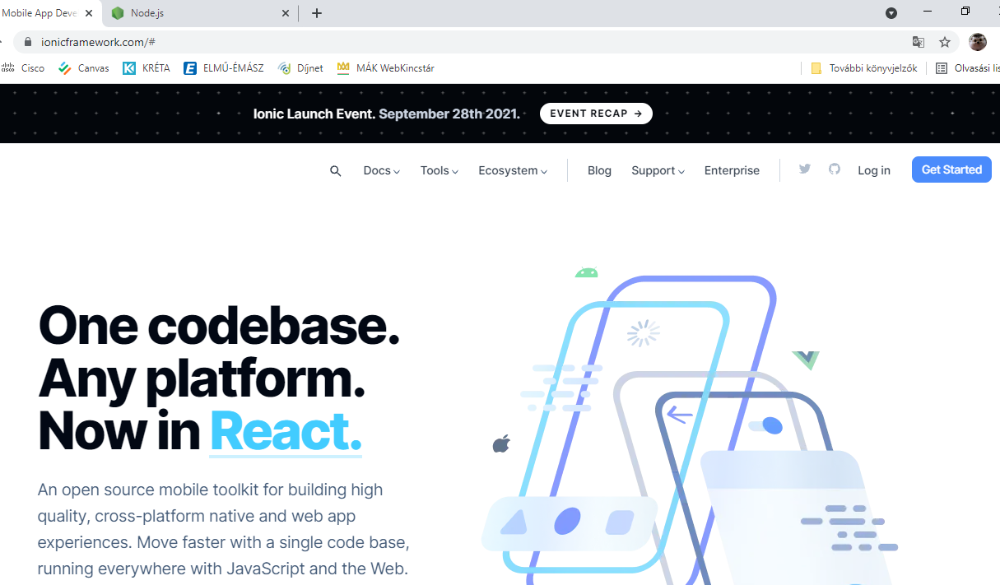 Mobile App Deve
Node.js
ionicframework.com/#
cisco Cisco Canvas KRÉTA ELMŰ-ÉMÁSZ Díjnet MÁK WebKincstár További könyvjelzők Olvasási lis
Ionic Launch Event. September 28th 2021. EVENT RECAP →
Docs Tools Ecosystem Blog Support Enterprise Log in Get Started
One codebase.
Any platform.
Now in React.
An open source mobile toolkit for building high
quality, cross-platform native and web app
experiences. Move faster with a single code base,
running everywhere with JavaScript and the Web.